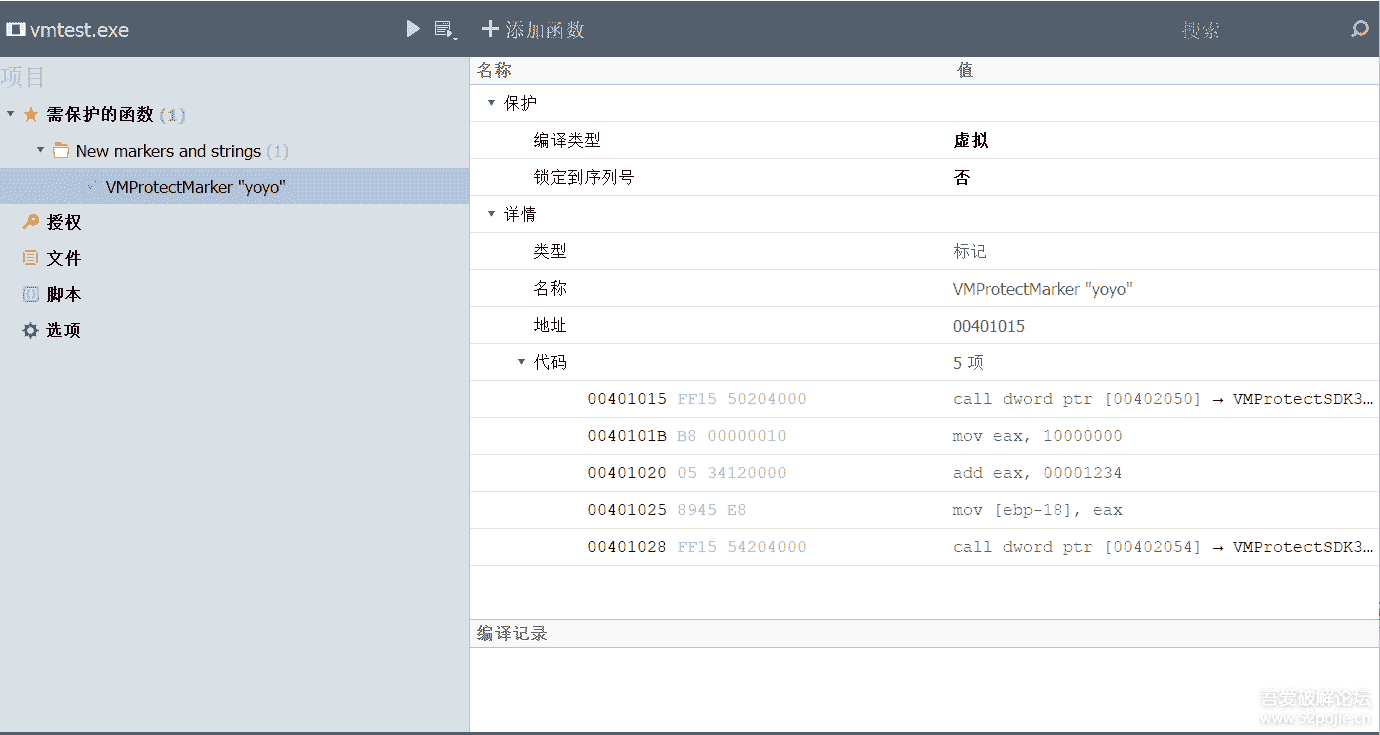 vmtest.exe
添加函数
搜索
项目
需保护的函数 (1)
New markers and strings (1)
VMProtectMarker "yoyo"
授权
文件
脚本
选项
名称 值
保护
编译类型 虚拟
锁定到序列号 否
详情
类型 标记
名称 VMProtectMarker "yoyo"
地址 00401015
代码 5 项
00401015 FF15 50204000 call dword ptr [00402050] → VMProtectSDK3...
0040101B B8 00000010 mov eax, 10000000
00401020 05 34120000 add eax, 00001234
00401025 8945 E8 mov [ebp-18], eax
00401028 FF15 54204000 call dword ptr [00402054] → VMProtectSDK3...
编译记录
吾爱破解论坛
www.52pojie.cn